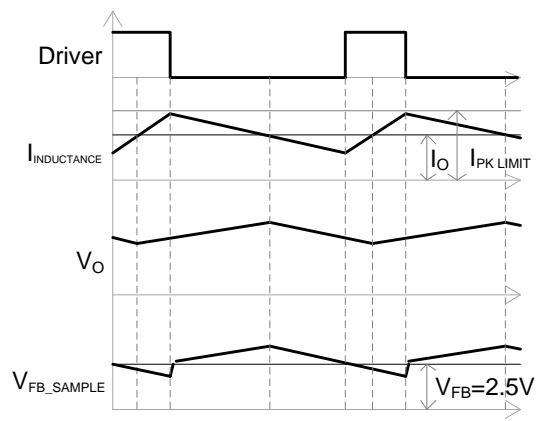 Driver
IINDUCTANCE
IO
IPK LIMIT
VO
VFB_SAMPLE
VFB=2.5V